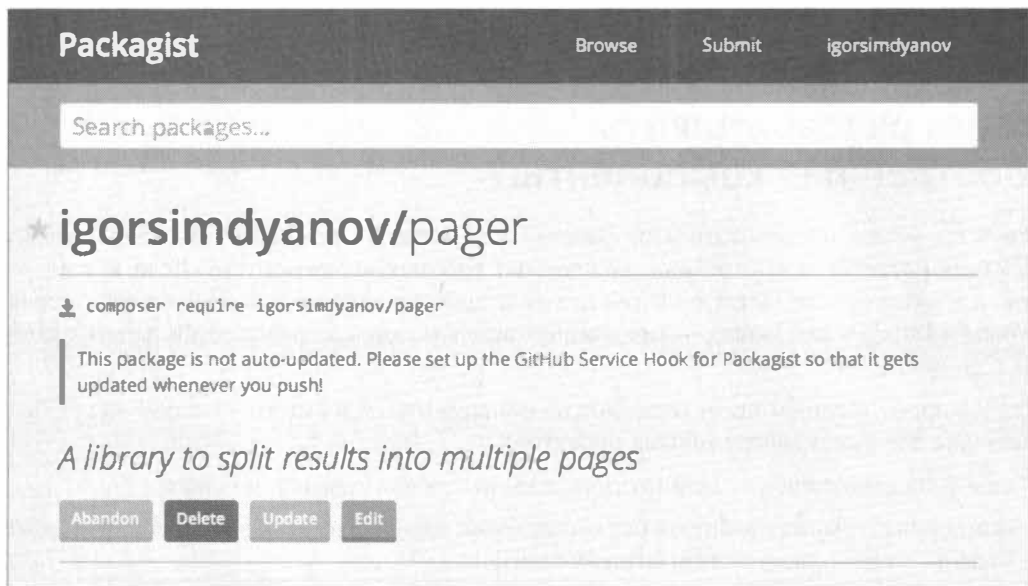 Packagist
Browse Submit igorsimdyanov
Search packages...
igorsimdyanov/pager
composer require igorsimdyanov/pager
This package is not auto-updated. Please set up the GitHub Service Hook for Packagist so that it gets
updated whenever you push!
A library to split results into multiple pages
Abandon Delete Update Edit